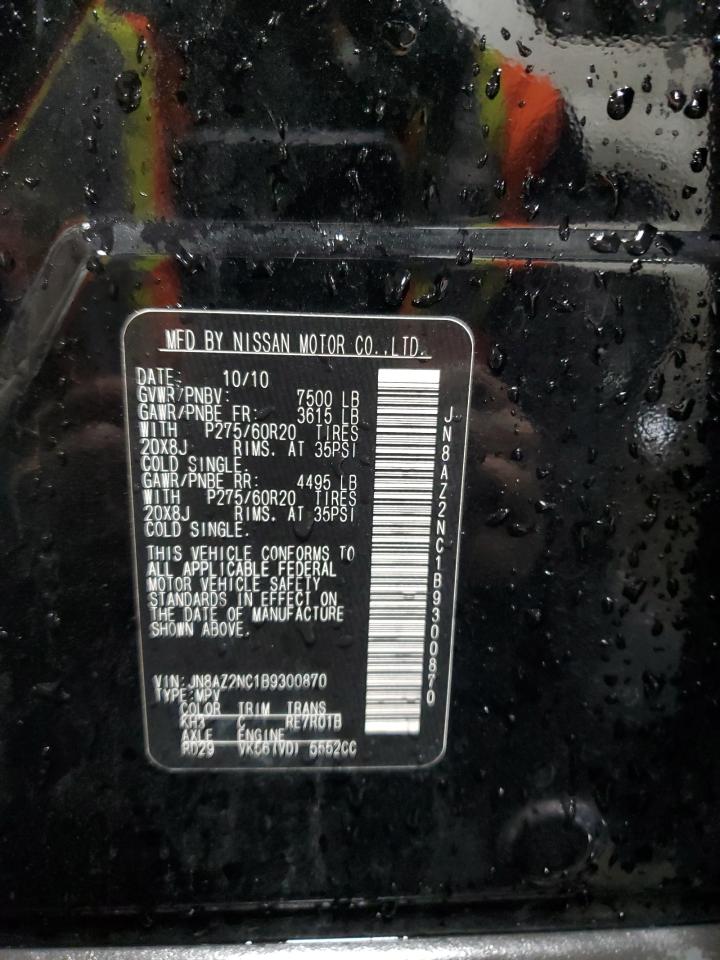 MFD BY NISSAN MOTOR CO.,LTD.
DATE: 10/10
GVWR/PNBV: 7500 LB
GAWR/PNBE FR: 3615 LB
WITH P275/60R20 TIRES
20X8J RIMS. AT 35PSI
COLD SINGLE.
GAWR/PNBE RR: 4495 LB
WITH P275/60R20 TIRES
20X8J RIMS. AT 35PSI
COLD SINGLE.
THIS VEHICLE CONFORMS TO
ALL APPLICABLE FEDERAL
MOTOR VEHICLE SAFETY
STANDARDS IN EFFECT ON
THE DATE OF MANUFACTURE
SHOWN ABOVE.
VIN:JN8AZ2NC1B9300870
TYPE:MPV
COLOR TRIM TRANS
KH3 C RE7R01B
AXLE ENGINE
RD29 VK56(VD) 5552CC
JN8AZ2NC1B9300870